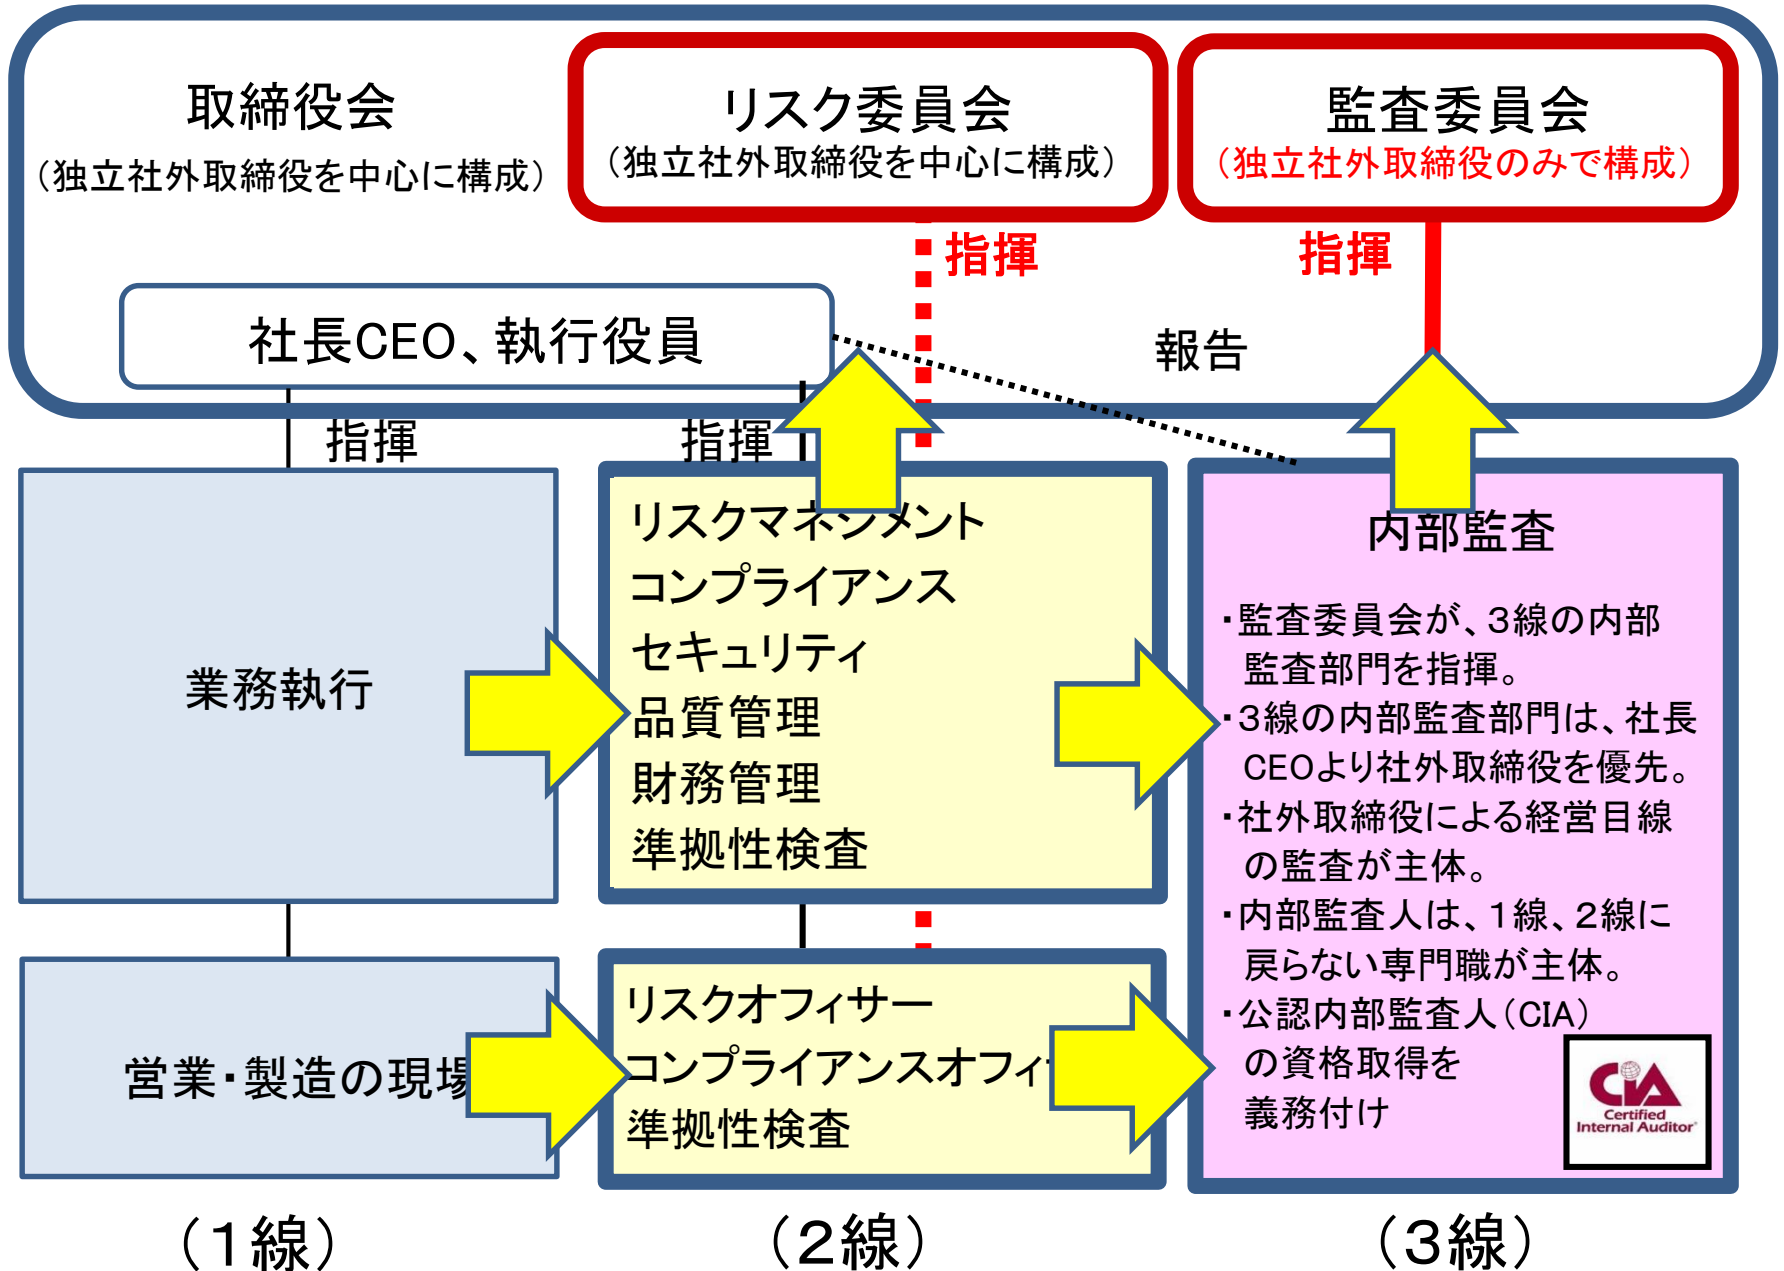 取締役会
（独立社外取締役を中心に構成）
リスク委員会
（独立社外取締役を中心に構成）
監査委員会
（独立社外取締役のみで構成）
指揮
指揮
社長CEO、執行役員
報告
指揮
指揮
業務執行
リスクマネジメント
コンプライアンス
セキュリティ
品質管理
財務管理
準拠性検査
内部監査
・監査委員会が、3線の内部
監査部門を指揮。
・3線の内部監査部門は、社長
CEOより社外取締役を優先。
・社外取締役による経営目線
の監査が主体。
・内部監査人は、1線、2線に
戻らない専門職が主体。
・公認内部監査人（CIA）
の資格取得を
義務付け
CIA
Certified
Internal Auditor®
営業・製造の現場
リスクオフィサー
コンプライアンスオフィ
準拠性検査
（1線）
（2線）
（3線）